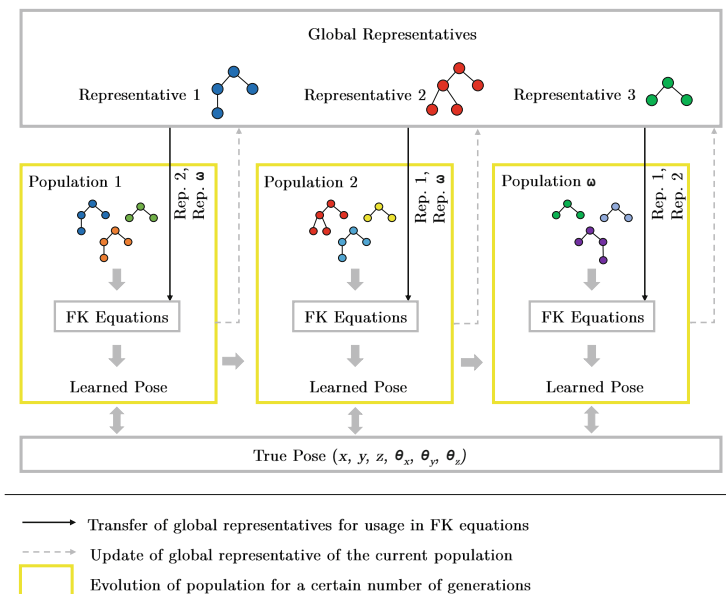 Global Representatives
Representative 1
Representative 2
Representative 3
Population 1
Rep. 2,
Rep. ω
FK Equations
Learned Pose
Population 2
Rep. 1,
Rep. ω
FK Equations
Learned Pose
Population ω
Rep. 1,
Rep. 2
FK Equations
Learned Pose
True Pose (x, y, z, θx, θy, θz)
Transfer of global representatives for usage in FK equations
Update of global representative of the current population
Evolution of population for a certain number of generations